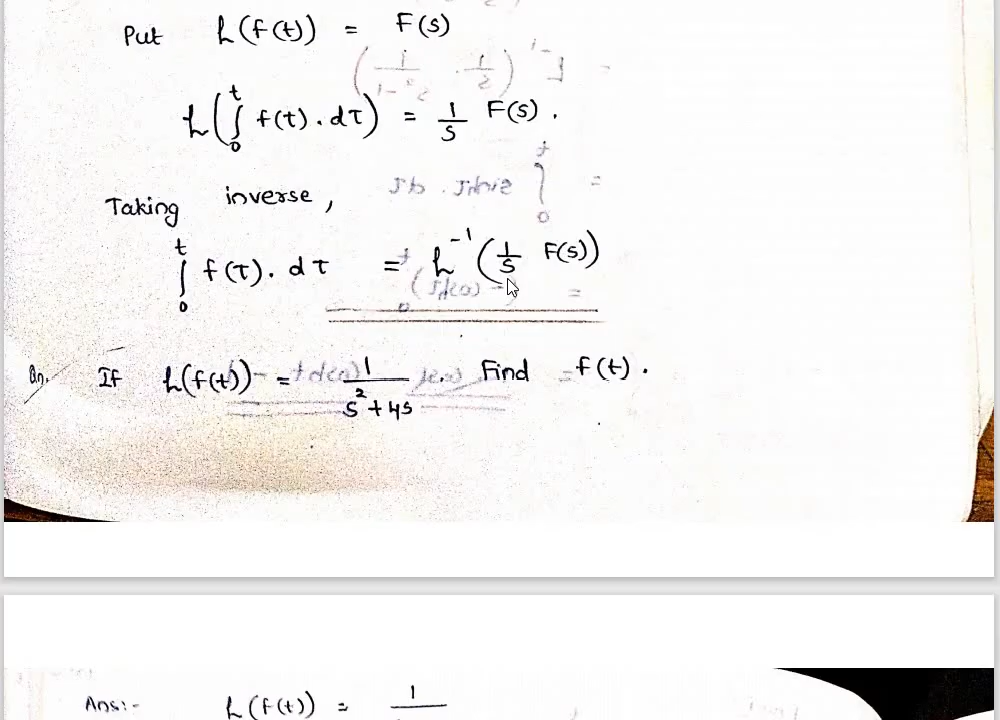 Put L(f(t)) = F(s)
L(∫₀ᵗ f(t).dτ) = 1/s F(s).
Taking inverse,
∫₀ᵗ f(τ).dτ = L⁻¹(1/s F(s))
Qn. If L(f(t)) = 1/(s²+4s). Find f(t).
Ans:- L(f(t)) = 1